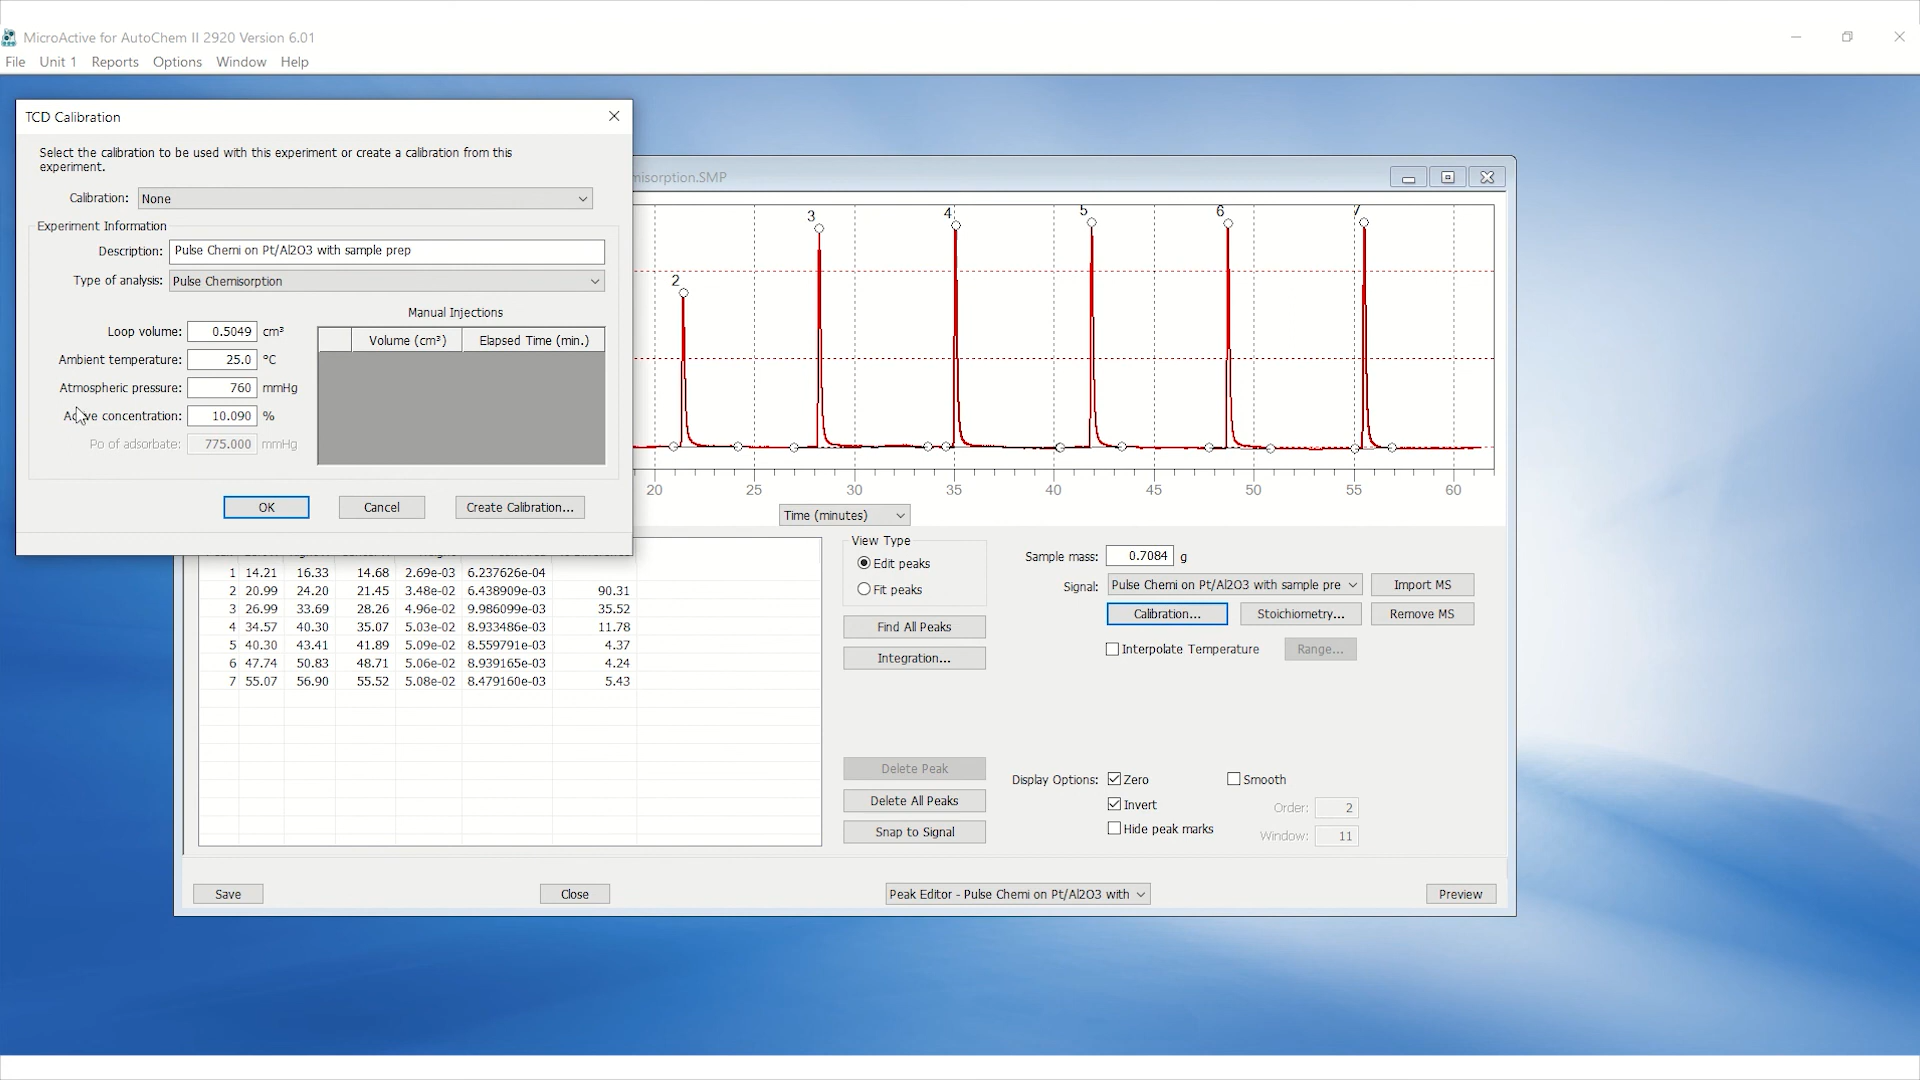 MicroActive for AutoChem II 2920 Version 6.01
File Unit 1 Reports Options Window Help
TCD Calibration
Select the calibration to be used with this experiment or create a calibration from this
experiment.
Calibration: None
Experiment Information
Description: Pulse Chemi on Pt/Al2O3 with sample prep
Type of analysis: Pulse Chemisorption
Manual Injections
Volume (cm³) Elapsed Time (min.)
Loop volume: 0.5049 cm³
Ambient temperature: 25.0 °C
Atmospheric pressure: 760 mmHg
Active concentration: 10.090 %
Po of adsorbate: 775.000 mmHg
OK Cancel Create Calibration...
misorption.SMP
2 3 4 5 6 7
20 25 30 35 40 45 50 55 60
Time (minutes)
1 14.21 16.33 14.68 2.69e-03 6.237626e-04
2 20.99 24.20 21.45 3.48e-02 6.438909e-03 90.31
3 26.99 33.69 28.26 4.96e-02 9.986099e-03 35.52
4 34.57 40.30 35.07 5.03e-02 8.933486e-03 11.78
5 40.30 43.41 41.89 5.09e-02 8.559791e-03 4.37
6 47.74 50.83 48.71 5.06e-02 8.939165e-03 4.24
7 55.07 56.90 55.52 5.08e-02 8.479160e-03 5.43
View Type
Edit peaks
Fit peaks
Find All Peaks
Integration...
Delete Peak
Delete All Peaks
Snap to Signal
Sample mass: 0.7084 g
Signal: Pulse Chemi on Pt/Al2O3 with sample pre Import MS
Calibration... Stoichiometry... Remove MS
Interpolate Temperature Range...
Display Options: Zero Smooth
Invert Order: 2
Hide peak marks Window: 11
Save Close Peak Editor - Pulse Chemi on Pt/Al2O3 with Preview